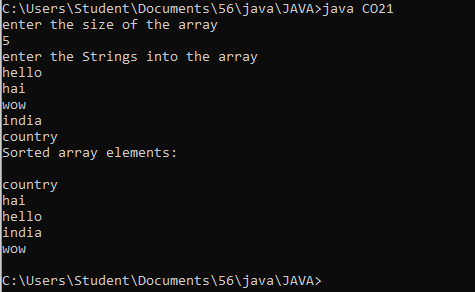 C:\Users\Student\Documents\56\java\JAVA>java CO21
enter the size of the array
5
enter the Strings into the array
hello
hai
wow
india
country
Sorted array elements:
country
hai
hello
india
wow
C:\Users\Student\Documents\56\java\JAVA>